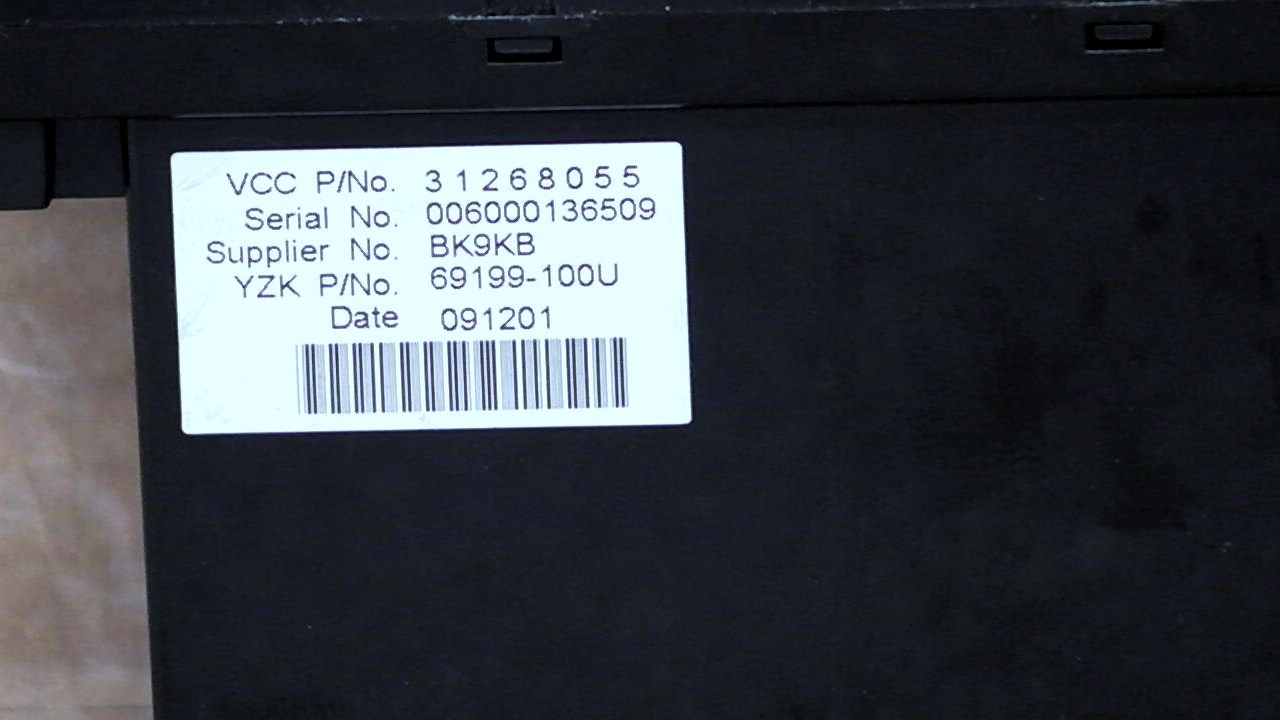 VCC P/No. 31268055
Serial No. 006000136509
Supplier No. BK9KB
YZK P/No. 69199-100U
Date 091201